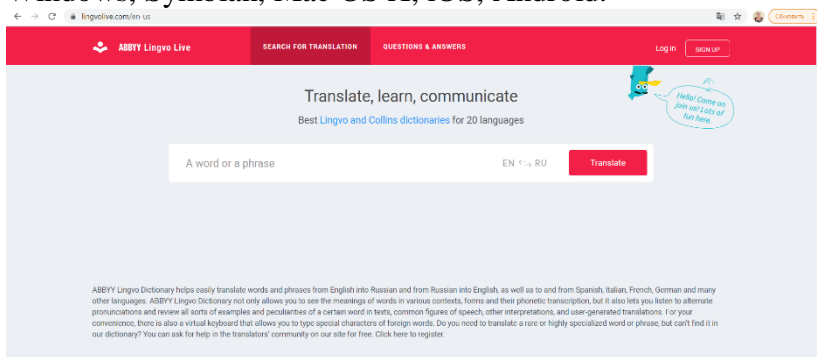 Windows, Symbian, Mac OS X, iOS, Android.
lingvolive.com/en-us
Обновить
ABBYY Lingvo Live
SEARCH FOR TRANSLATION
QUESTIONS & ANSWERS
Log in
SIGN UP
Translate, learn, communicate
Best Lingvo and Collins dictionaries for 20 languages
Hello! Come on
join us! Lots of
fun here.
A word or a phrase
EN RU
Translate
ABBYY Lingvo Dictionary helps easily translate words and phrases from English into Russian and from Russian into English, as well as to and from Spanish, Italian, French, German and many
other languages. ABBYY Lingvo Dictionary not only allows you to see the meanings of words in various contexts, forms and their phonetic transcription, but it also lets you listen to alternate
pronunciations and review all sorts of examples and peculiarities of a certain word in texts, common figures of speech, other interpretations, and user-generated translations. For your
convenience, there is also a virtual keyboard that allows you to type special characters of foreign words. Do you need to translate a rare or highly specialized word or phrase, but can't find it in
our dictionary? You can ask for help in the translators' community on our site for free. Click here to register.